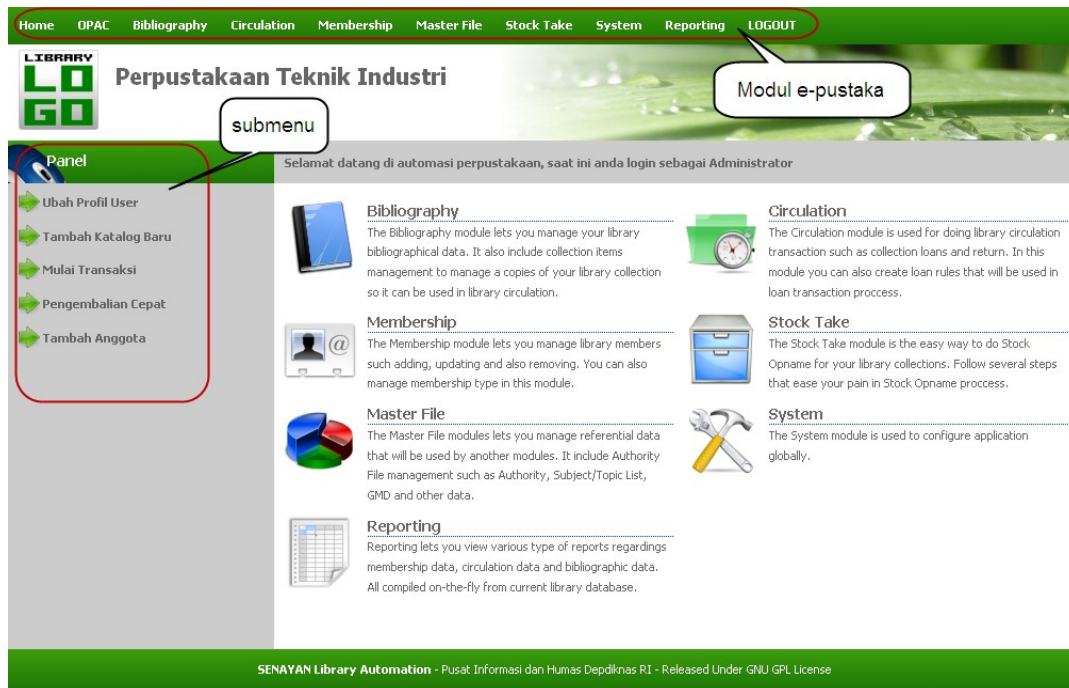 Home OPAC Bibliography Circulation Membership Master File Stock Take System Reporting LOGOUT
LIBRARY
LO
GO
Perpustakaan Teknik Industri
Modul e-pustaka
submenu
Panel
Selamat datang di automasi perpustakaan, saat ini anda login sebagai Administrator
Ubah Profil User
Tambah Katalog Baru
Mulai Transaksi
Pengembalian Cepat
Tambah Anggota
Bibliography
The Bibliography module lets you manage your library
bibliographical data. It also include collection items
management to manage a copies of your library collection
so it can be used in library circulation.
Circulation
The Circulation module is used for doing library circulation
transaction such as collection loans and return. In this
module you can also create loan rules that will be used in
loan transaction proccess.
Membership
The Membership module lets you manage library members
such adding, updating and also removing. You can also
manage membership type in this module.
Stock Take
The Stock Take module is the easy way to do Stock
Opname for your library collections. Follow several steps
that ease your pain in Stock Opname proccess.
Master File
The Master File modules lets you manage referential data
that will be used by another modules. It include Authority
File management such as Authority, Subject/Topic List,
GMD and other data.
System
The System module is used to configure application
globally.
Reporting
Reporting lets you view various type of reports regardings
membership data, circulation data and bibliographic data.
All compiled on-the-fly from current library database.
SENAYAN Library Automation - Pusat Informasi dan Humas Depdiknas RI - Released Under GNU GPL License